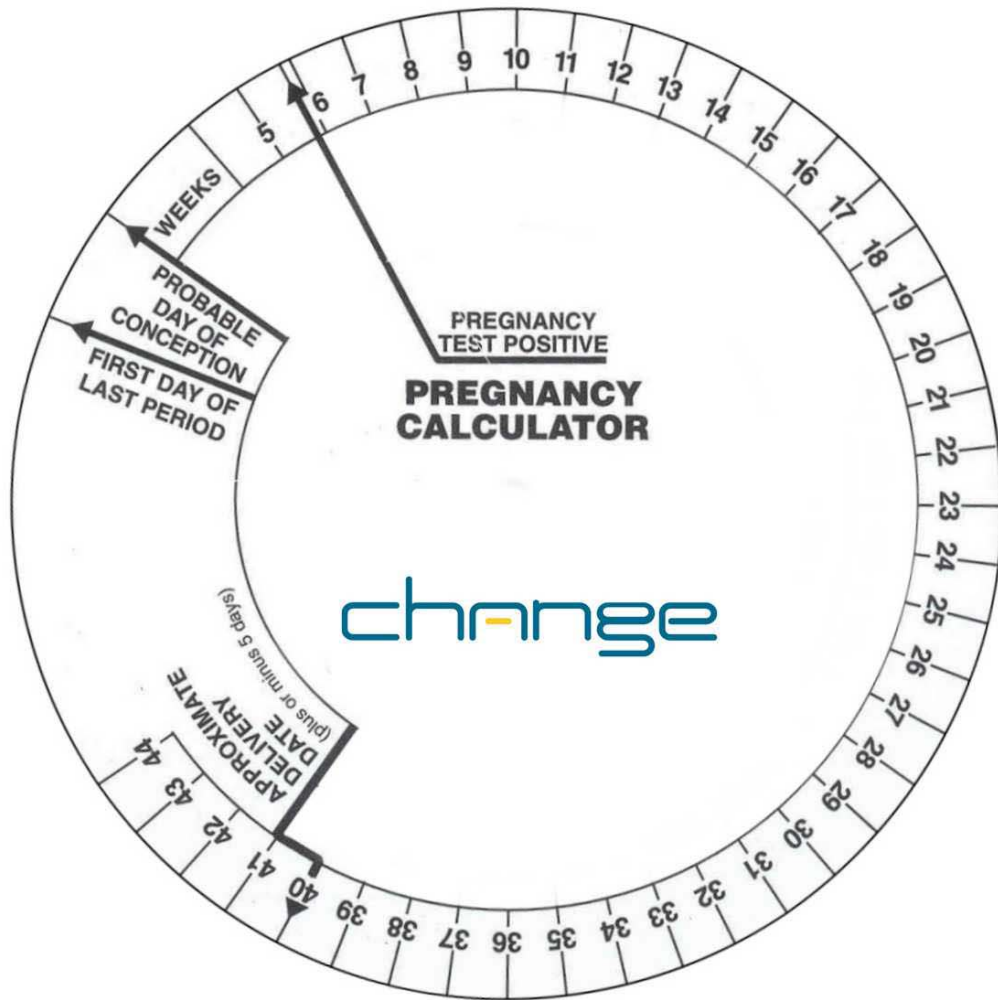 WEEKS
5
6
7
8
9
10
11
12
13
14
15
16
17
18
19
20
21
22
23
24
25
26
27
28
29
30
31
32
33
34
35
36
37
38
39
40
41
42
43
44
PROBABLE
DAY OF
CONCEPTION
FIRST DAY OF
LAST PERIOD
PREGNANCY
TEST POSITIVE
PREGNANCY
CALCULATOR
change
APPROXIMATE
DELIVERY
DATE
(plus or minus 5 days)